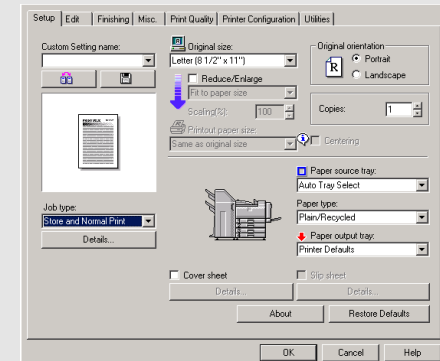 Setup Edit Finishing Misc. Print Quality Printer Configuration Utilities
Custom Setting name:
Original size:
Letter (8 1/2" x 11")
Reduce/Enlarge
Fit to paper size
Scaling(%): 100
Printout paper size:
Same as original size
Original orientation
R
Portrait
Landscape
Copies: 1
Centering
Job type:
Store and Normal Print
Details...
Paper source tray:
Auto Tray Select
Paper type:
Plain/Recycled
Paper output tray:
Printer Defaults
Cover sheet
Details...
Slip sheet
Details...
About
Restore Defaults
OK
Cancel
Help